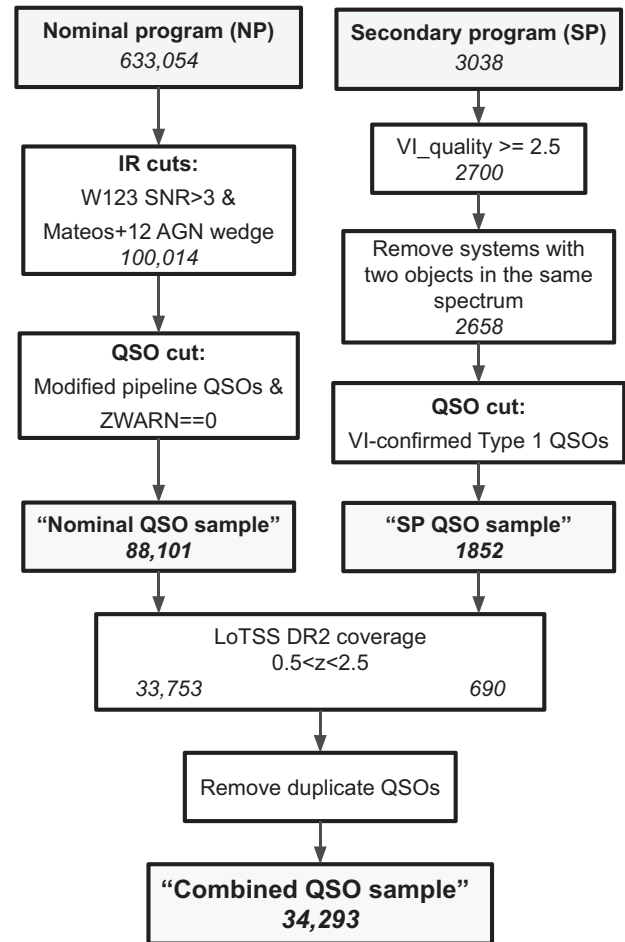 Nominal program (NP)
633,054
IR cuts:
W123 SNR>3 &
Mateos+12 AGN wedge
100,014
QSO cut:
Modified pipeline QSOs &
ZWARN==0
“Nominal QSO sample”
88,101
Secondary program (SP)
3038
VI_quality >= 2.5
2700
Remove systems with
two objects in the same
spectrum
2658
QSO cut:
VI-confirmed Type 1 QSOs
“SP QSO sample”
1852
LoTSS DR2 coverage
0.5<z<2.5
33,753 690
Remove duplicate QSOs
“Combined QSO sample”
34,293